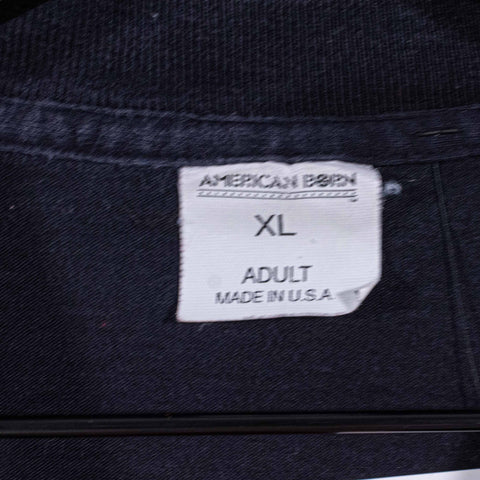 AMERICAN BORN
XL
ADULT
MADE IN U.S.A